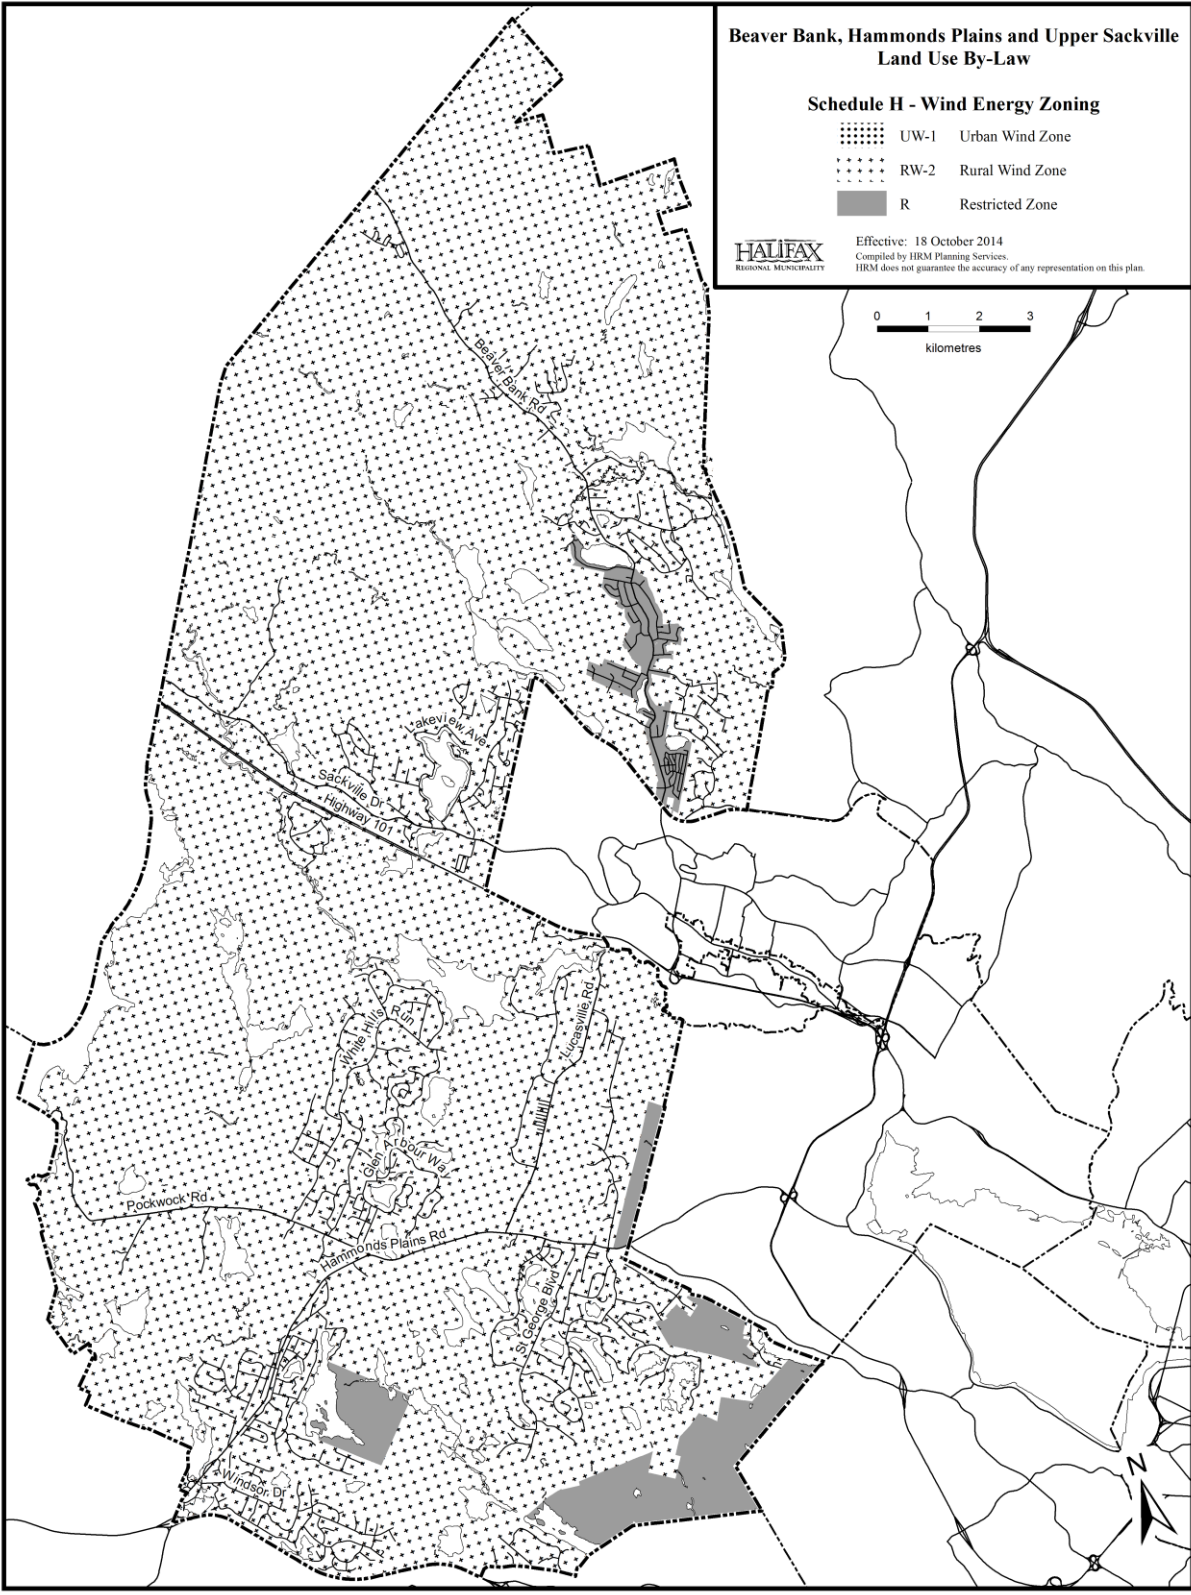 Beaver Bank, Hammonds Plains and Upper Sackville
Land Use By-Law
Schedule H - Wind Energy Zoning
UW-1 Urban Wind Zone
RW-2 Rural Wind Zone
R Restricted Zone
HALIFAX
REGIONAL MUNICIPALITY
Effective: 18 October 2014
Compiled by HRM Planning Services.
HRM does not guarantee the accuracy of any representation on this plan.
0 1 2 3
kilometres
Beaver Bank Rd
Lakeview Ave
Sackville Dr
Highway 101
White Hills Run
Lucasville Rd
Glen Arbour Wa
Pockwock Rd
Hammonds Plains Rd
St George Blvd
Windsor Dr
N